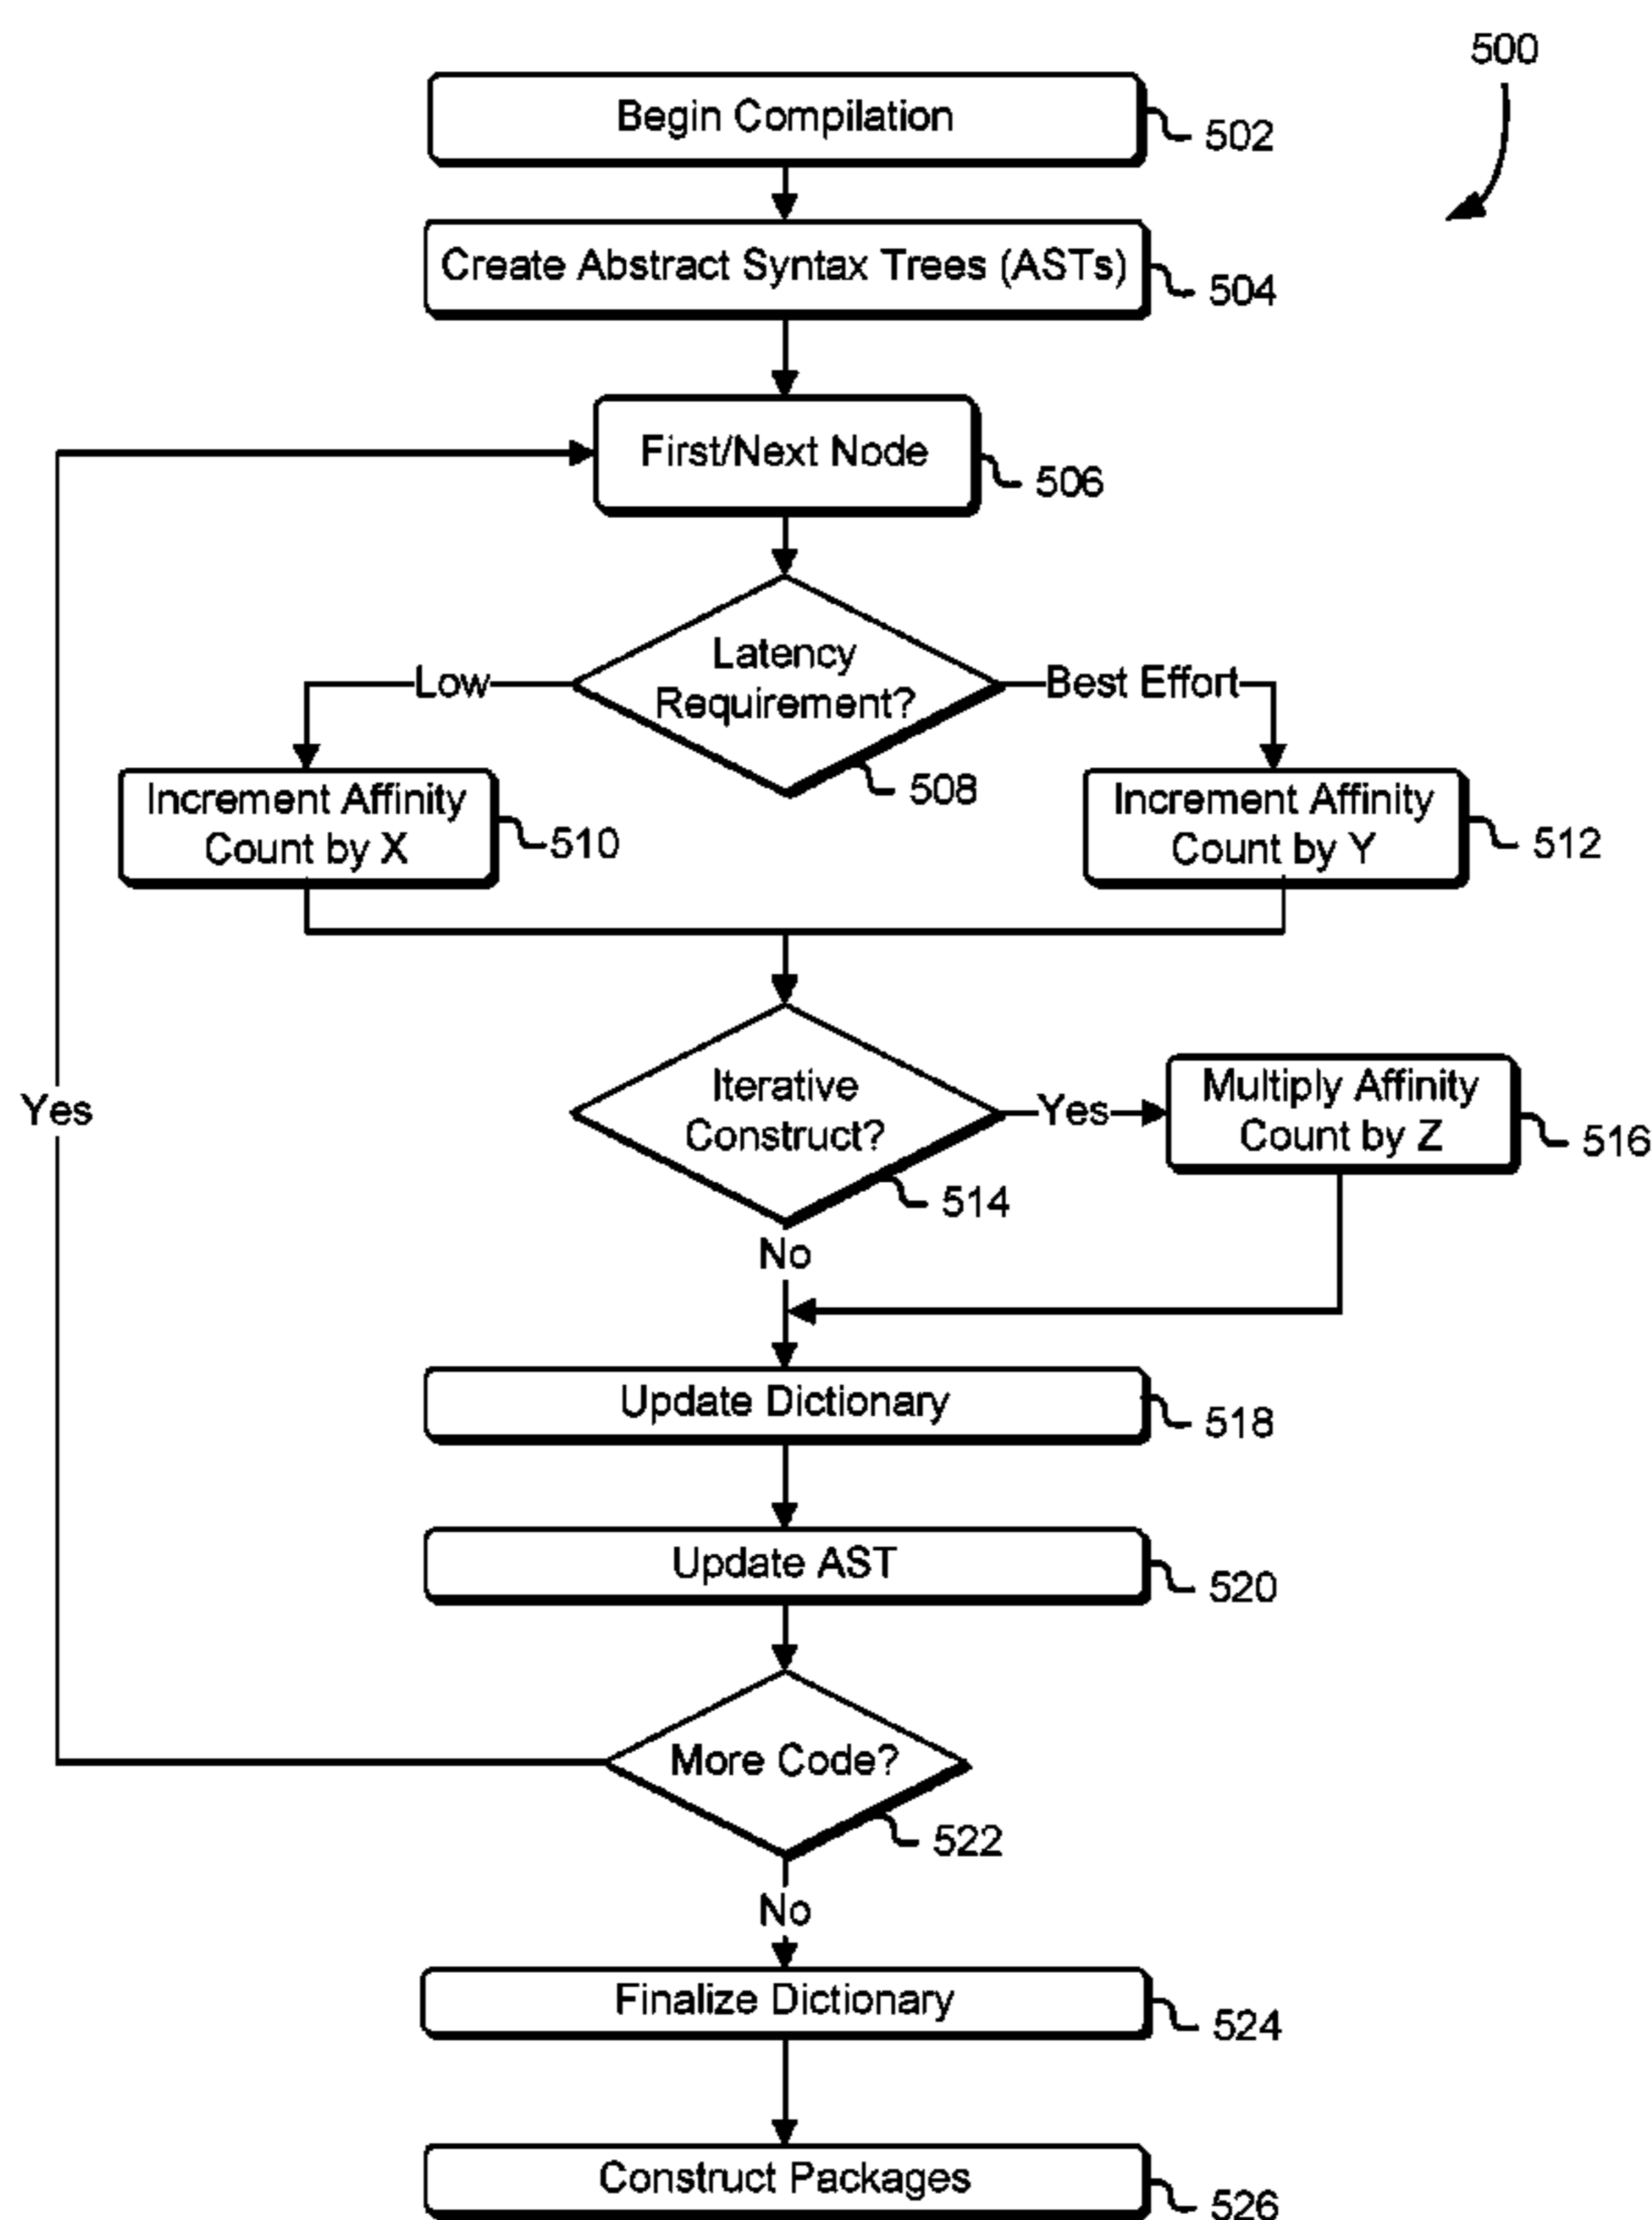 500
Begin Compilation
502
Create Abstract Syntax Trees (ASTs)
504
First/Next Node
506
Latency
Requirement?
508
Low
Best Effort
Increment Affinity
Count by X
510
Increment Affinity
Count by Y
512
Iterative
Construct?
514
Yes
Multiply Affinity
Count by Z
516
Yes
No
Update Dictionary
518
Update AST
520
More Code?
522
No
Finalize Dictionary
524
Construct Packages
526